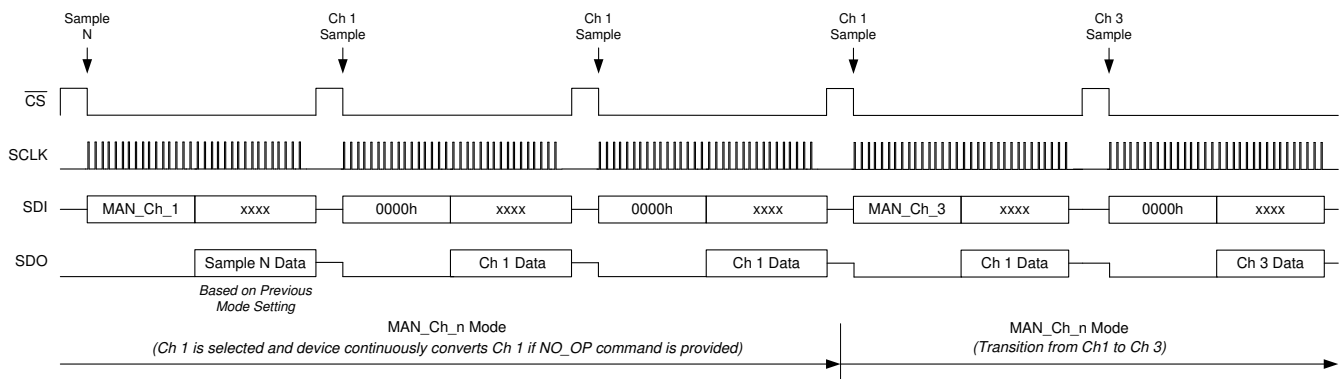 Sample
N
Ch 1
Sample
Ch 1
Sample
Ch 1
Sample
Ch 3
Sample
CS
SCLK
SDI
MAN_Ch_1
xxxx
0000h
xxxx
0000h
xxxx
MAN_Ch_3
xxxx
0000h
xxxx
SDO
Sample N Data
Ch 1 Data
Ch 1 Data
Ch 1 Data
Ch 3 Data
Based on Previous
Mode Setting
MAN_Ch_n Mode
(Ch 1 is selected and device continuously converts Ch 1 if NO_OP command is provided)
MAN_Ch_n Mode
(Transition from Ch1 to Ch 3)